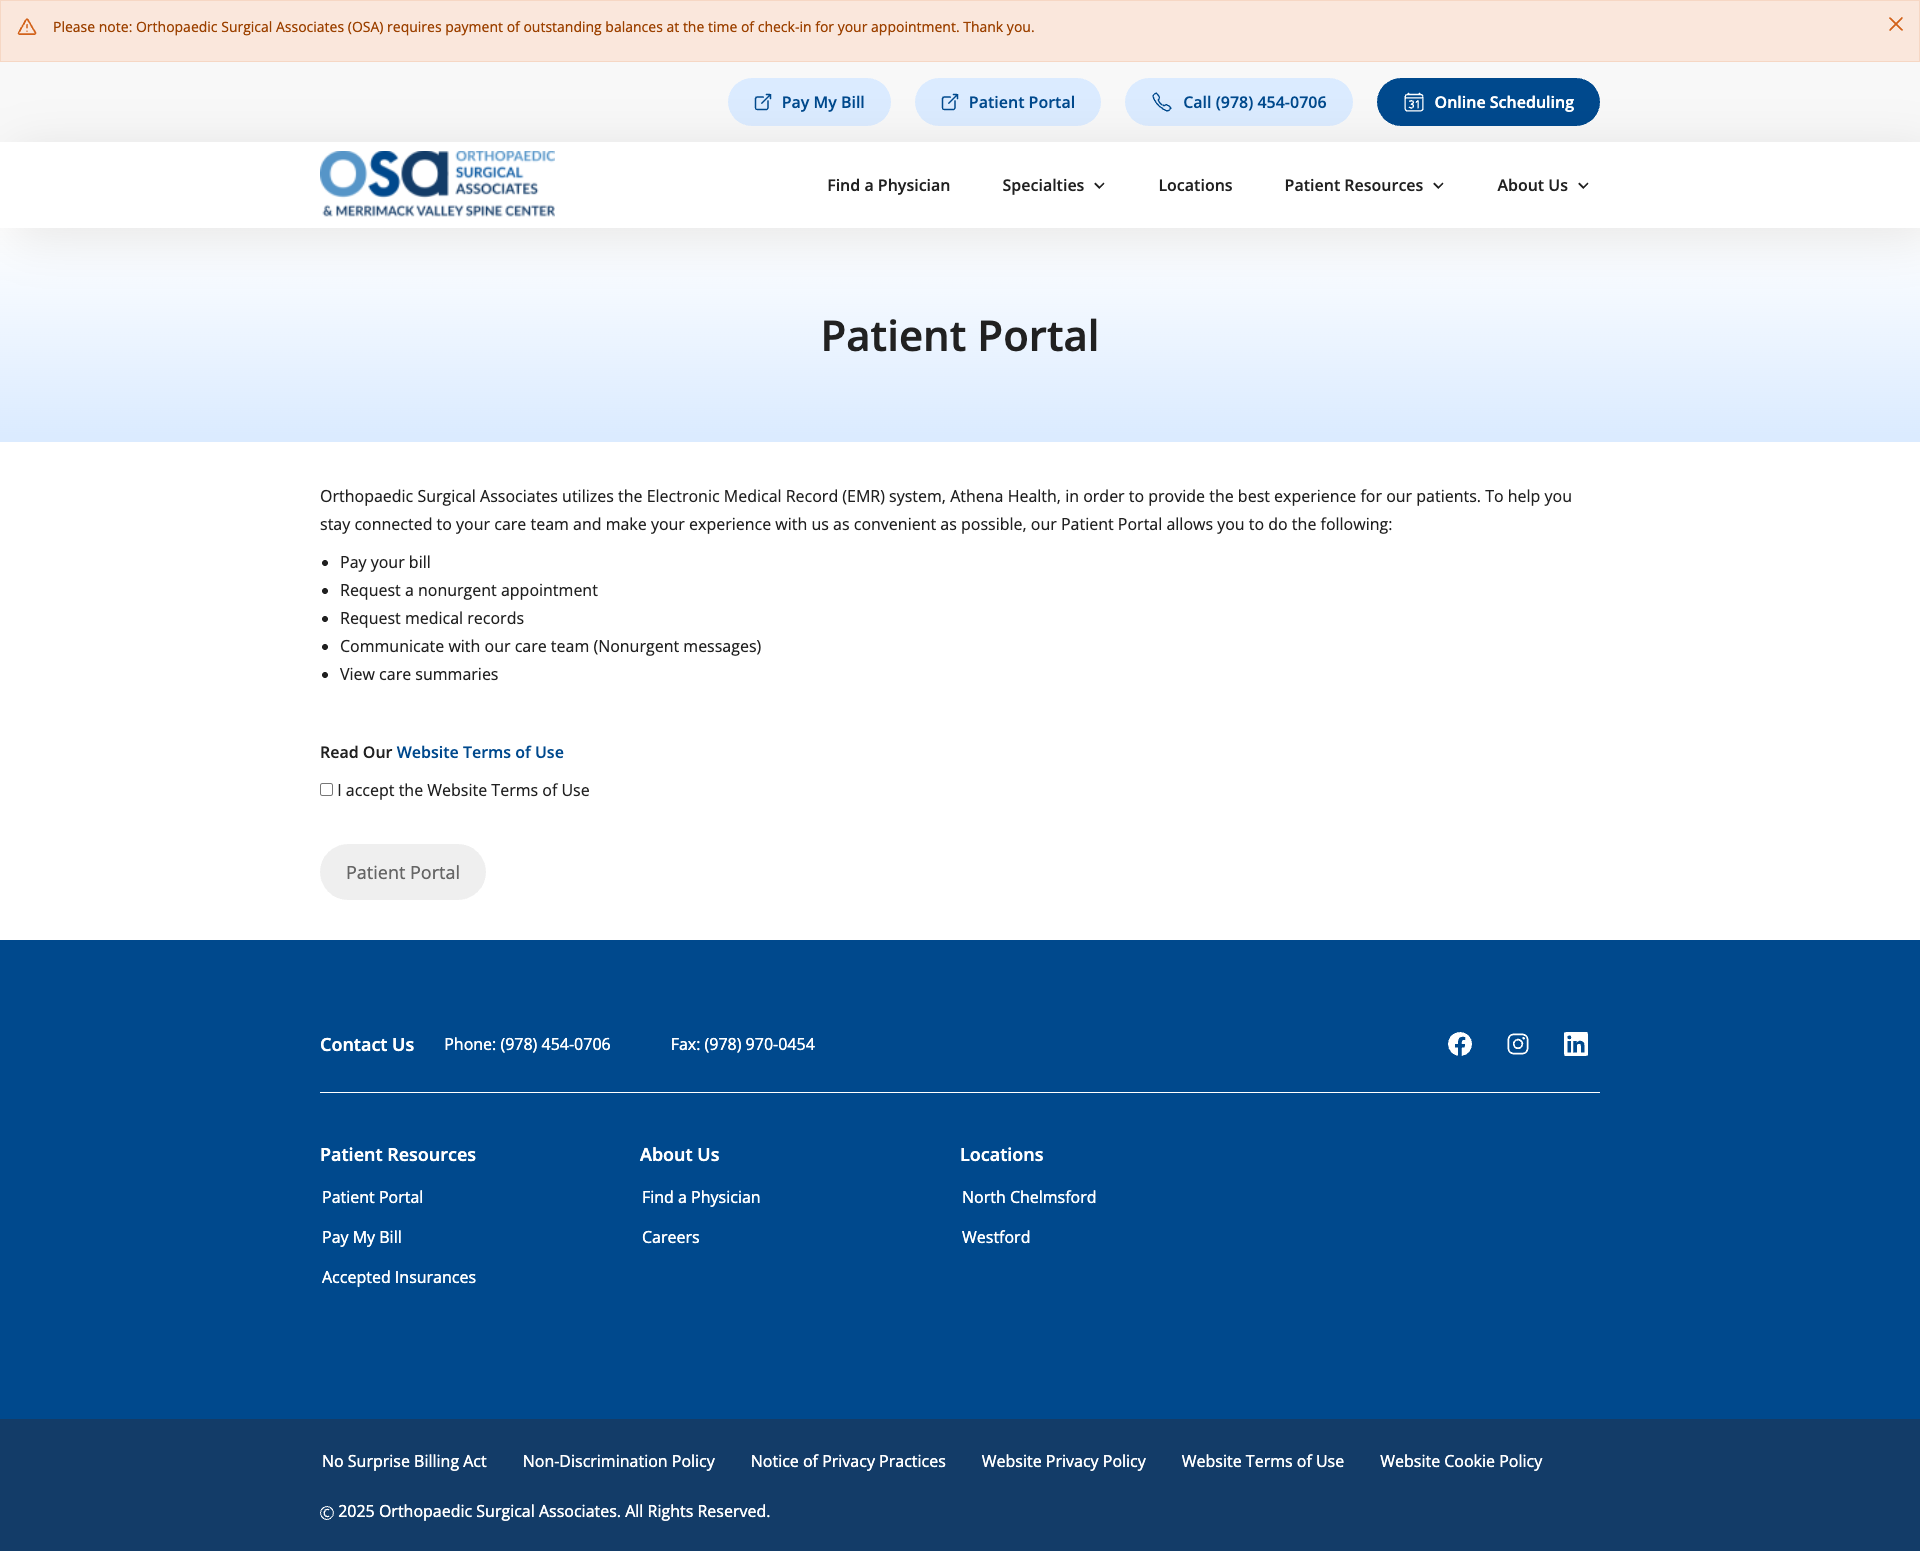 Please note: Orthopaedic Surgical Associates (OSA) requires payment of outstanding balances at the time of check-in for your appointment. Thank you.
Pay My Bill
Patient Portal
Call (978) 454-0706
31
Online Scheduling
osa
ORTHOPAEDIC
SURGICAL
ASSOCIATES
& MERRIMACK VALLEY SPINE CENTER
Find a Physician
Specialties
Locations
Patient Resources
About Us
Patient Portal
Orthopaedic Surgical Associates utilizes the Electronic Medical Record (EMR) system, Athena Health, in order to provide the best experience for our patients. To help you
stay connected to your care team and make your experience with us as convenient as possible, our Patient Portal allows you to do the following:
• Pay your bill
• Request a nonurgent appointment
• Request medical records
• Communicate with our care team (Nonurgent messages)
• View care summaries
Read Our Website Terms of Use
I accept the Website Terms of Use
Patient Portal
Contact Us
Phone: (978) 454-0706
Fax: (978) 970-0454
Patient Resources
Patient Portal
Pay My Bill
Accepted Insurances
About Us
Find a Physician
Careers
Locations
North Chelmsford
Westford
No Surprise Billing Act
Non-Discrimination Policy
Notice of Privacy Practices
Website Privacy Policy
Website Terms of Use
Website Cookie Policy
© 2025 Orthopaedic Surgical Associates. All Rights Reserved.